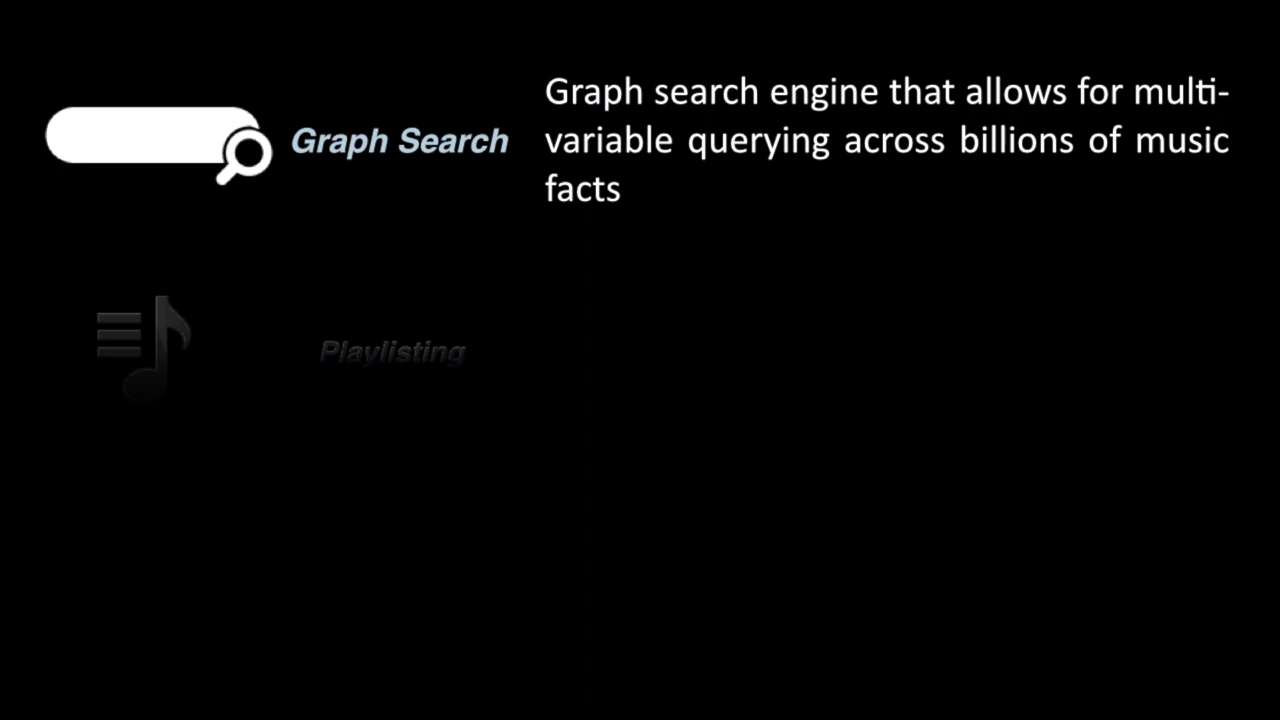 Graph Search
Graph search engine that allows for multi-
variable querying across billions of music
facts
Playlisting